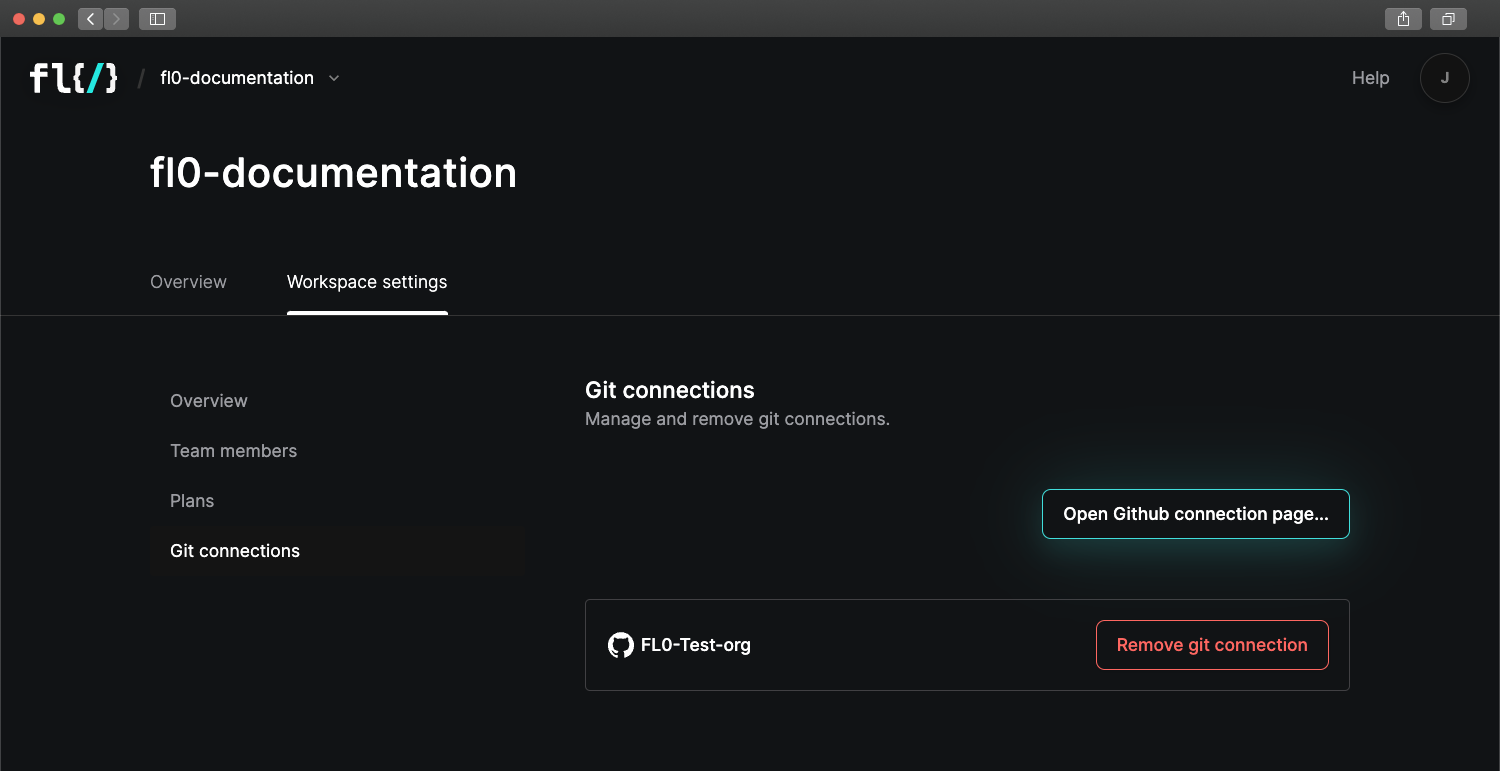 fl{/} / fl0-documentation
Help
J
fl0-documentation
Overview
Workspace settings
Overview
Team members
Plans
Git connections
Git connections
Manage and remove git connections.
Open Github connection page...
FL0-Test-org
Remove git connection